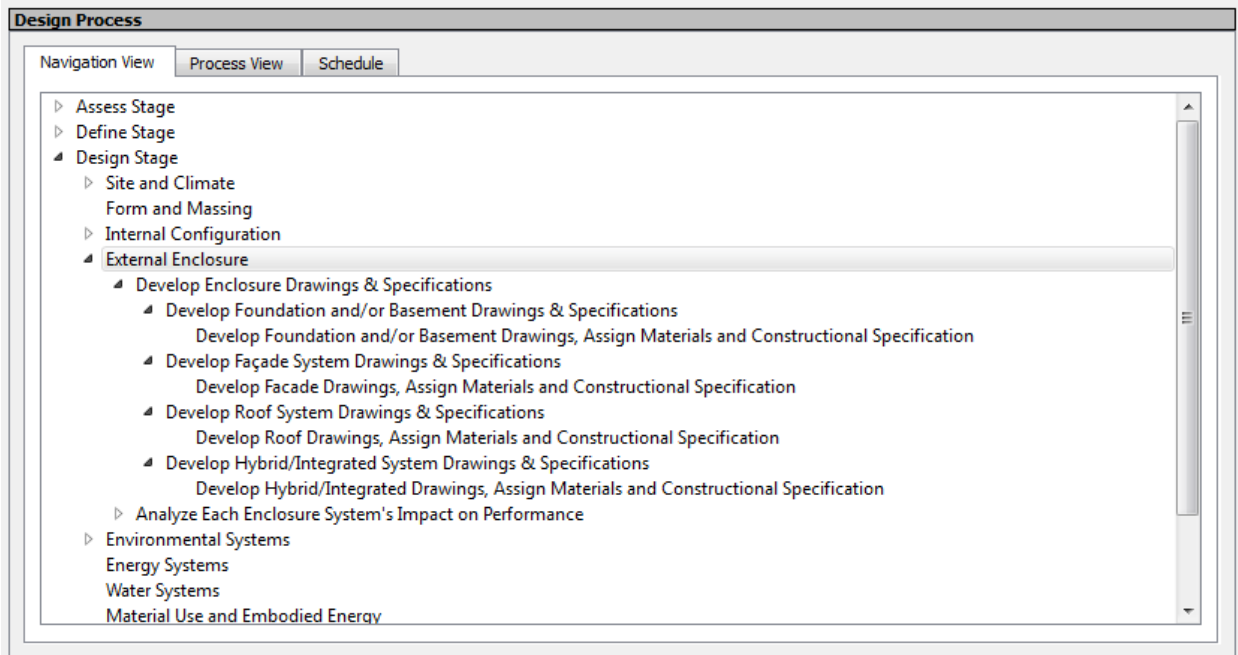 Design Process
Navigation View Process View Schedule
Assess Stage
Define Stage
Design Stage
Site and Climate
Form and Massing
Internal Configuration
External Enclosure
Develop Enclosure Drawings & Specifications
Develop Foundation and/or Basement Drawings & Specifications
Develop Foundation and/or Basement Drawings, Assign Materials and Constructional Specification
Develop Façade System Drawings & Specifications
Develop Facade Drawings, Assign Materials and Constructional Specification
Develop Roof System Drawings & Specifications
Develop Roof Drawings, Assign Materials and Constructional Specification
Develop Hybrid/Integrated System Drawings & Specifications
Develop Hybrid/Integrated Drawings, Assign Materials and Constructional Specification
Analyze Each Enclosure System's Impact on Performance
Environmental Systems
Energy Systems
Water Systems
Material Use and Embodied Energy